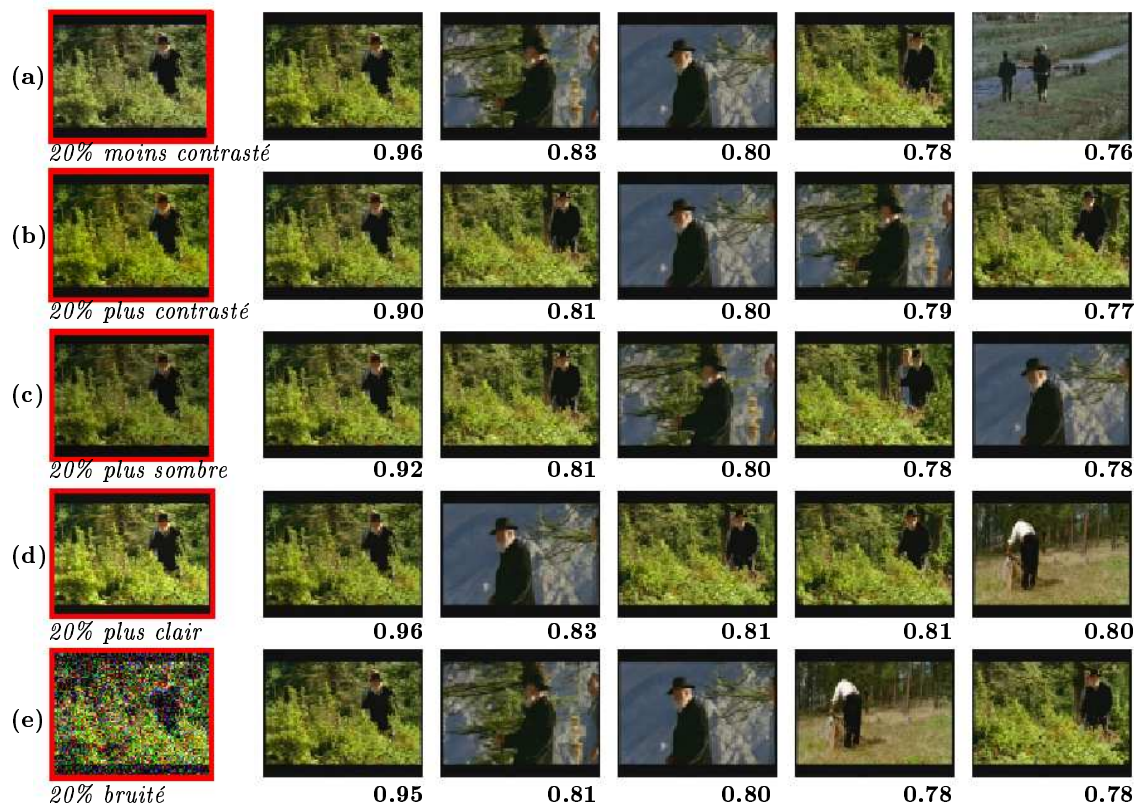 (a)
20% moins contrasté 0.96 0.83 0.80 0.78 0.76
(b)
20% plus contrasté 0.90 0.81 0.80 0.79 0.77
(c)
20% plus sombre 0.92 0.81 0.80 0.78 0.78
(d)
20% plus clair 0.96 0.83 0.81 0.81 0.80
(e)
20% bruité 0.95 0.81 0.80 0.78 0.78